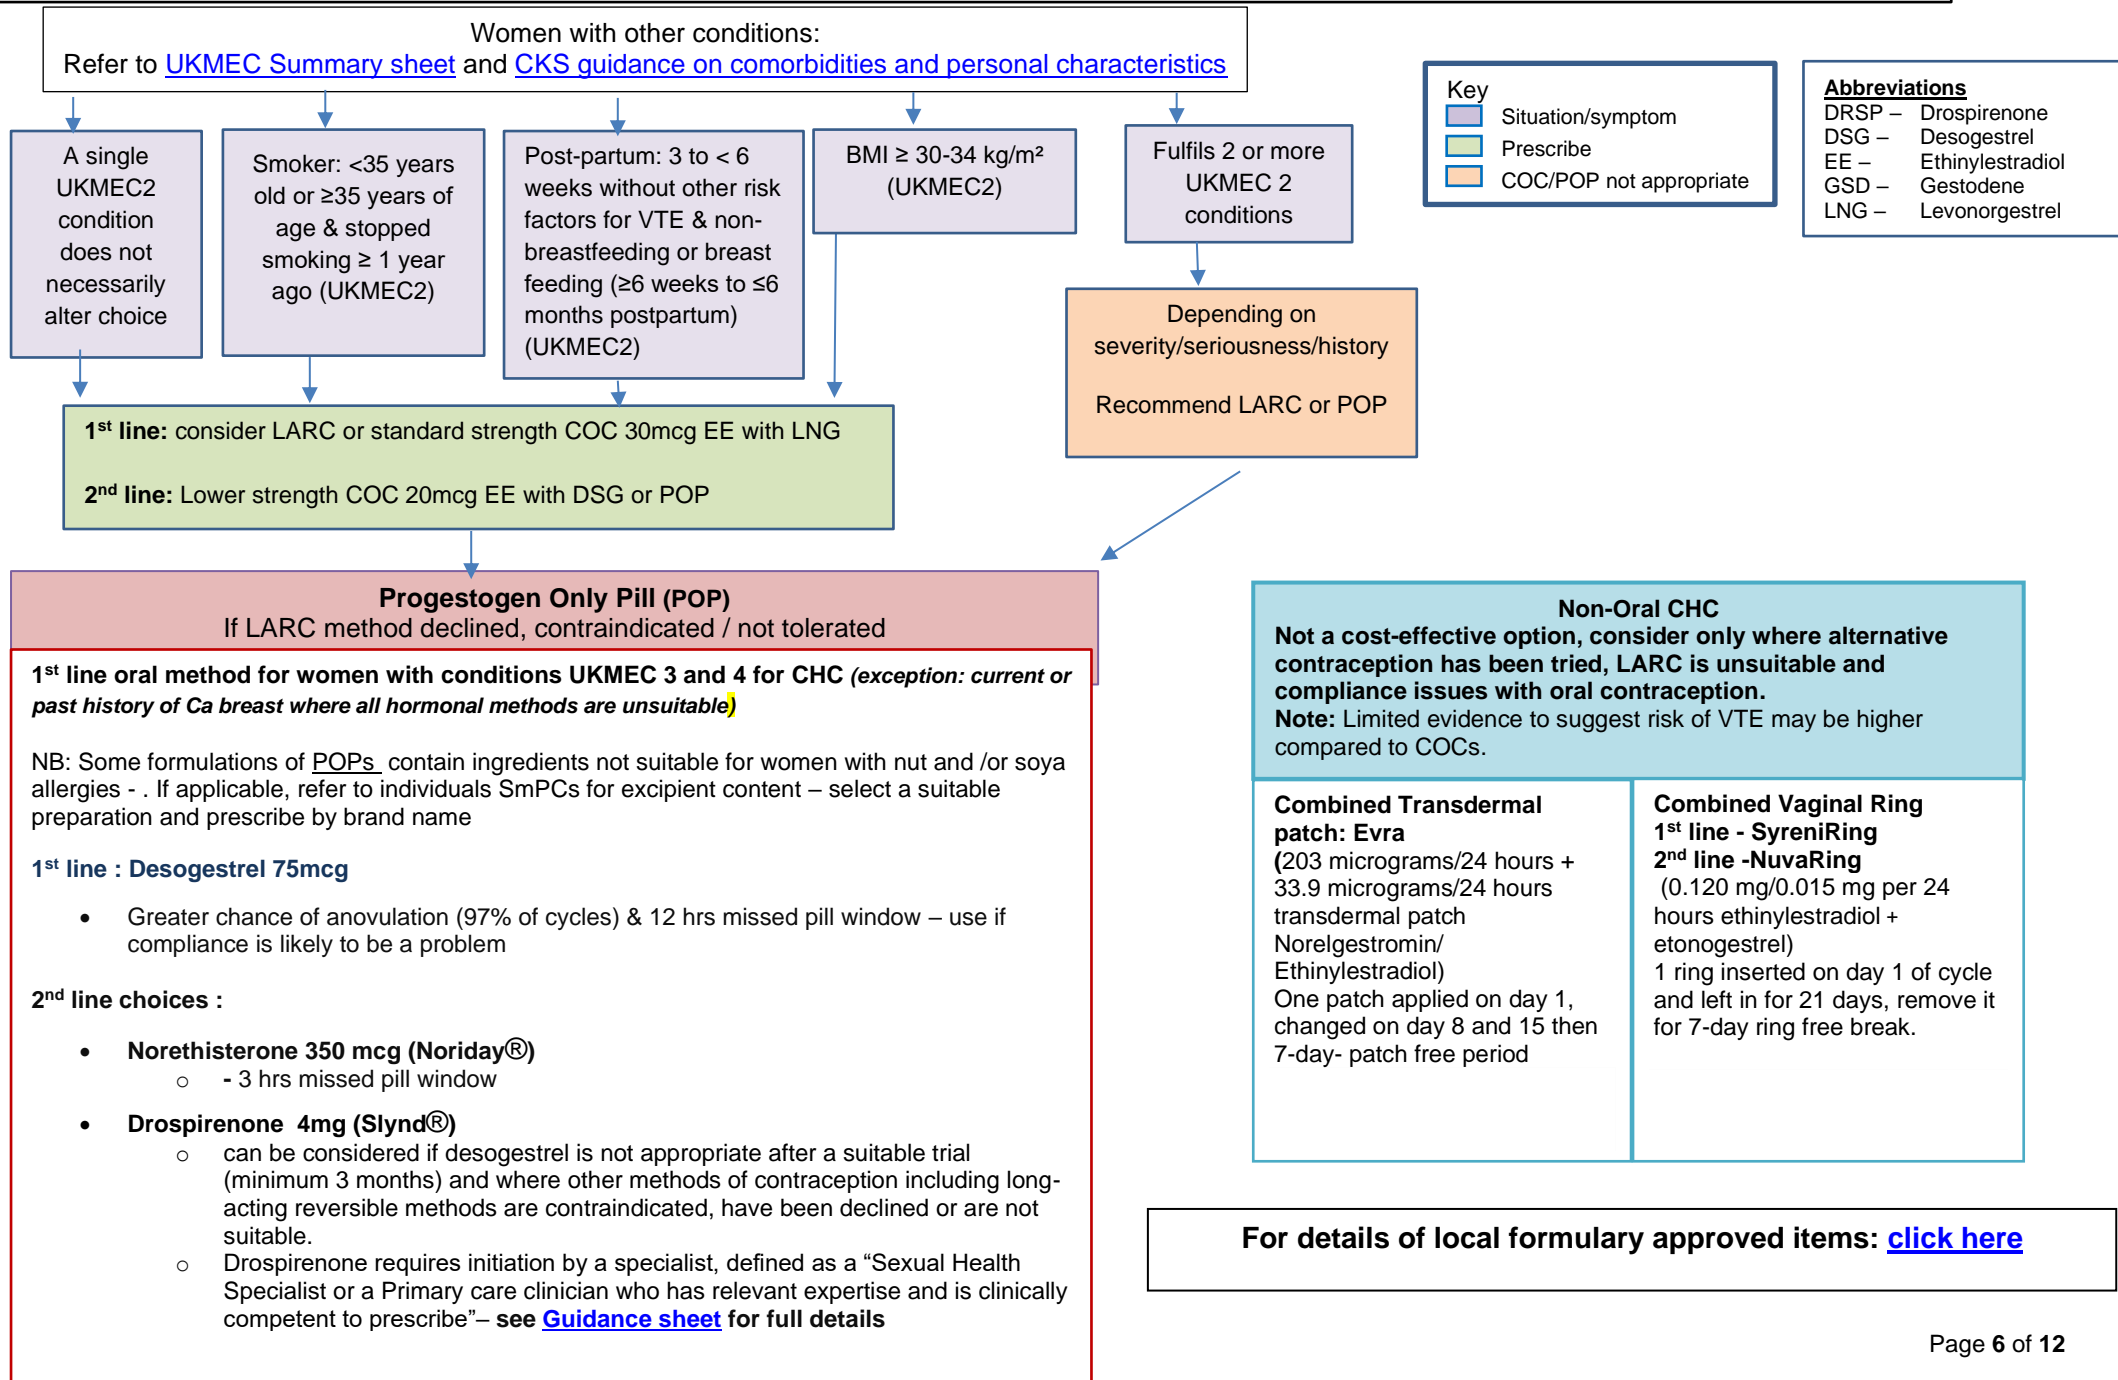 Women with other conditions:
Refer to UKMEC Summary sheet and CKS guidance on comorbidities and personal characteristics
Key
Situation/symptom
Prescribe
COC/POP not appropriate
Abbreviations
DRSP – Drospirenone
DSG – Desogestrel
EE – Ethinylestradiol
GSD – Gestodene
LNG – Levonorgestrel
A single
UKMEC2
condition
does not
necessarily
alter choice
Smoker: <35 years
old or ≥35 years of
age & stopped
smoking ≥ 1 year
ago (UKMEC2)
Post-partum: 3 to < 6
weeks without other risk
factors for VTE & non-
breastfeeding or breast
feeding (≥6 weeks to ≤6
months postpartum)
(UKMEC2)
BMI ≥ 30-34 kg/m²
(UKMEC2)
Fulfils 2 or more
UKMEC 2
conditions
Depending on
severity/seriousness/history
Recommend LARC or POP
1st line: consider LARC or standard strength COC 30mcg EE with LNG
2nd line: Lower strength COC 20mcg EE with DSG or POP
Progestogen Only Pill (POP)
If LARC method declined, contraindicated / not tolerated
1st line oral method for women with conditions UKMEC 3 and 4 for CHC (exception: current or
past history of Ca breast where all hormonal methods are unsuitable)
NB: Some formulations of POPs  contain ingredients not suitable for women with nut and /or soya
allergies - . If applicable, refer to individuals SmPCs for excipient content – select a suitable
preparation and prescribe by brand name
1st line : Desogestrel 75mcg
• Greater chance of anovulation (97% of cycles) & 12 hrs missed pill window – use if
compliance is likely to be a problem
2nd line choices :
• Norethisterone 350 mcg (Noriday®)
o - 3 hrs missed pill window
• Drospirenone  4mg (Slynd®)
o can be considered if desogestrel is not appropriate after a suitable trial
(minimum 3 months) and where other methods of contraception including long-
acting reversible methods are contraindicated, have been declined or are not
suitable.
o Drospirenone requires initiation by a specialist, defined as a “Sexual Health
Specialist or a Primary care clinician who has relevant expertise and is clinically
competent to prescribe”– see Guidance sheet for full details
Non-Oral CHC
Not a cost-effective option, consider only where alternative
contraception has been tried, LARC is unsuitable and
compliance issues with oral contraception.
Note: Limited evidence to suggest risk of VTE may be higher
compared to COCs.
Combined Transdermal
patch: Evra
(203 micrograms/24 hours +
33.9 micrograms/24 hours
transdermal patch
Norelgestromin/
Ethinylestradiol)
One patch applied on day 1,
changed on day 8 and 15 then
7-day- patch free period
Combined Vaginal Ring
1st line - SyreniRing
2nd line -NuvaRing
(0.120 mg/0.015 mg per 24
hours ethinylestradiol +
etonogestrel)
1 ring inserted on day 1 of cycle
and left in for 21 days, remove it
for 7-day ring free break.
For details of local formulary approved items: click here
Page 6 of 12